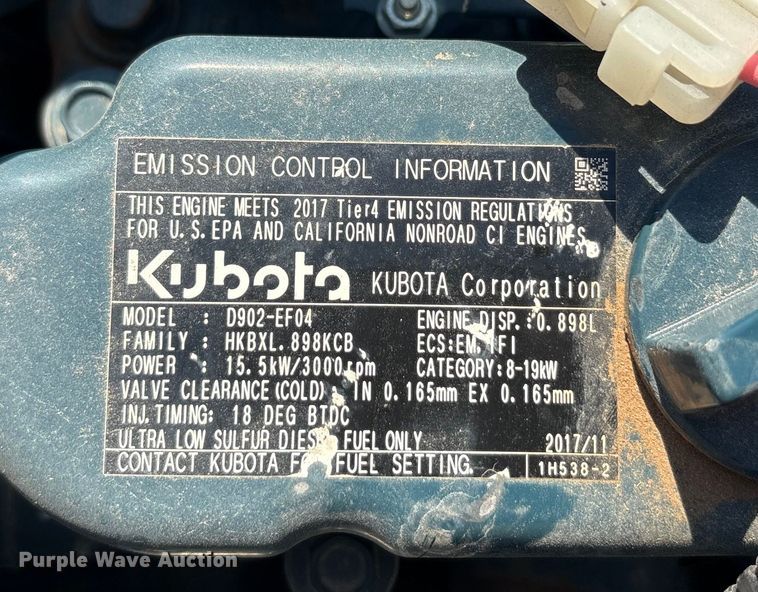 EMISSION CONTROL INFORMATION
THIS ENGINE MEETS 2017 Tier4 EMISSION REGULATIONS
FOR U.S.EPA AND CALIFORNIA NONROAD CI ENGINES.
Kubota KUBOTA Corporation
MODEL : D902-EF04 ENGINE DISP.:0.898L
FAMILY : HKBXL.898KCB ECS:EM,IFI
POWER : 15.5kW/3000rpm CATEGORY:8-19kW
VALVE CLEARANCE(COLD): IN 0.165mm EX 0.165mm
INJ.TIMING: 18 DEG BTDC
ULTRA LOW SULFUR DIESEL FUEL ONLY 2017/11
CONTACT KUBOTA FOR FUEL SETTING. 1H538-2
Purple Wave Auction